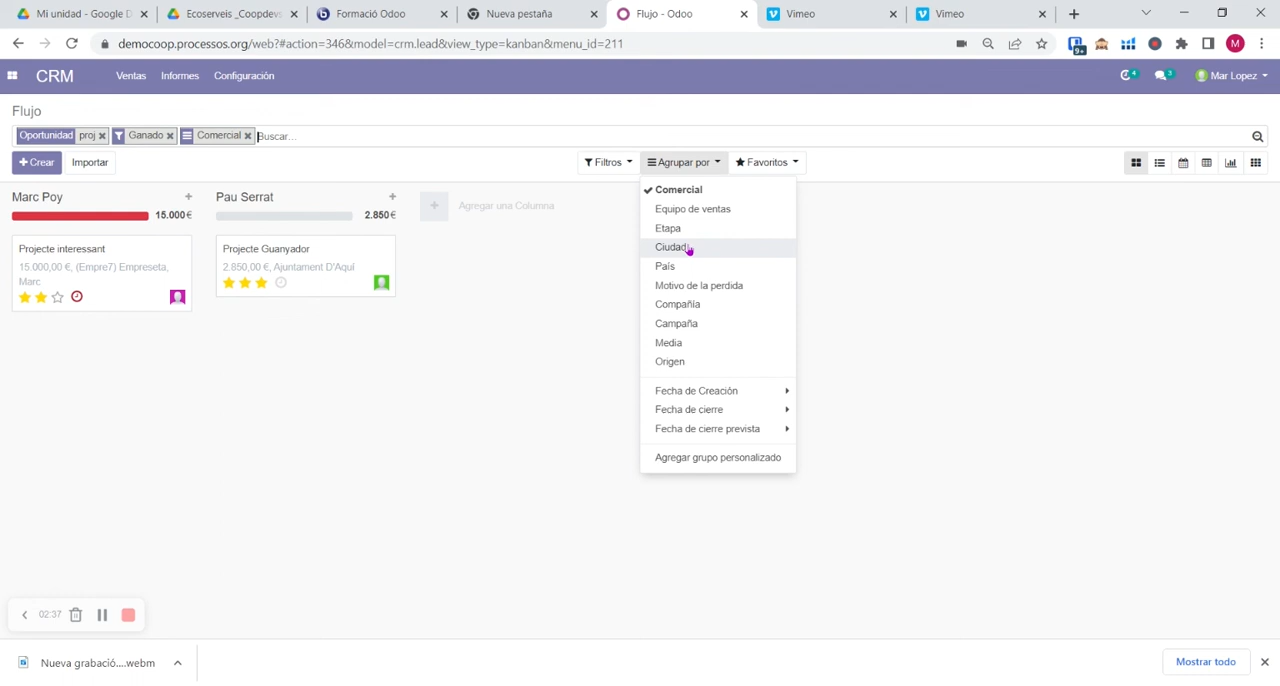 Mi unidad - Google D
Ecoserveis _Coopdevs
Formació Odoo
Nueva pestaña
Flujo - Odoo
Vimeo
Vimeo
democoop.processos.org/web?#action=346&model=crm.lead&view_type=kanban&menu_id=211
9+
M
CRM
Ventas
Informes
Configuración
4
3
Mar Lopez
Flujo
Oportunidad proj
Ganado
Comercial
Buscar...
+ Crear
Importar
Filtros
Agrupar por
Favoritos
Marc Poy
15.000 €
Pau Serrat
2.850 €
Agregar una Columna
Projecte interessant
15.000,00 €, (Empre7) Empreseta,
Marc
Projecte Guanyador
2.850,00 €, Ajuntament D'Aquí
Comercial
Equipo de ventas
Etapa
Ciudad
País
Motivo de la perdida
Compañía
Campaña
Media
Origen
Fecha de Creación
Fecha de cierre
Fecha de cierre prevista
Agregar grupo personalizado
02:37
Nueva grabació....webm
Mostrar todo